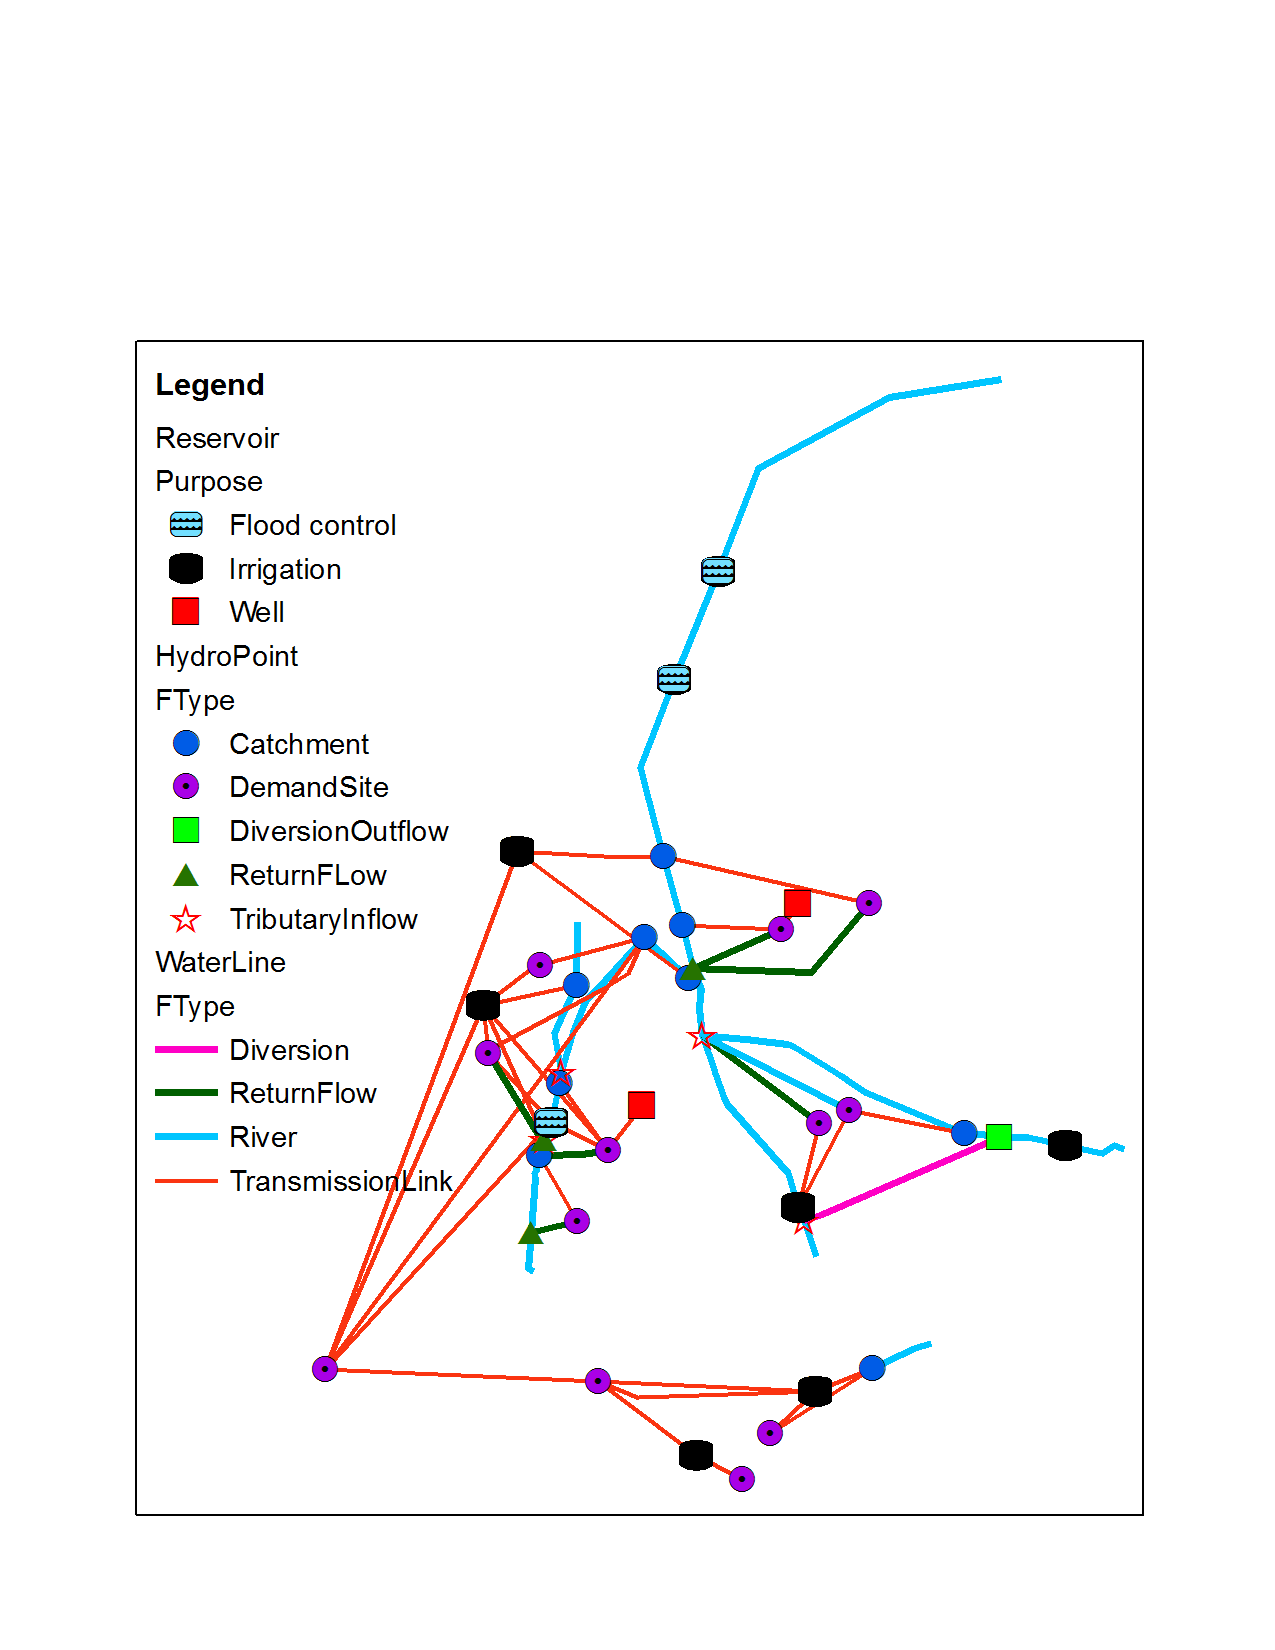 Legend
Reservoir
Purpose
Flood control
Irrigation
Well
HydroPoint
FType
Catchment
DemandSite
DiversionOutflow
ReturnFLow
TributaryInflow
WaterLine
FType
Diversion
ReturnFlow
River
TransmissionLink